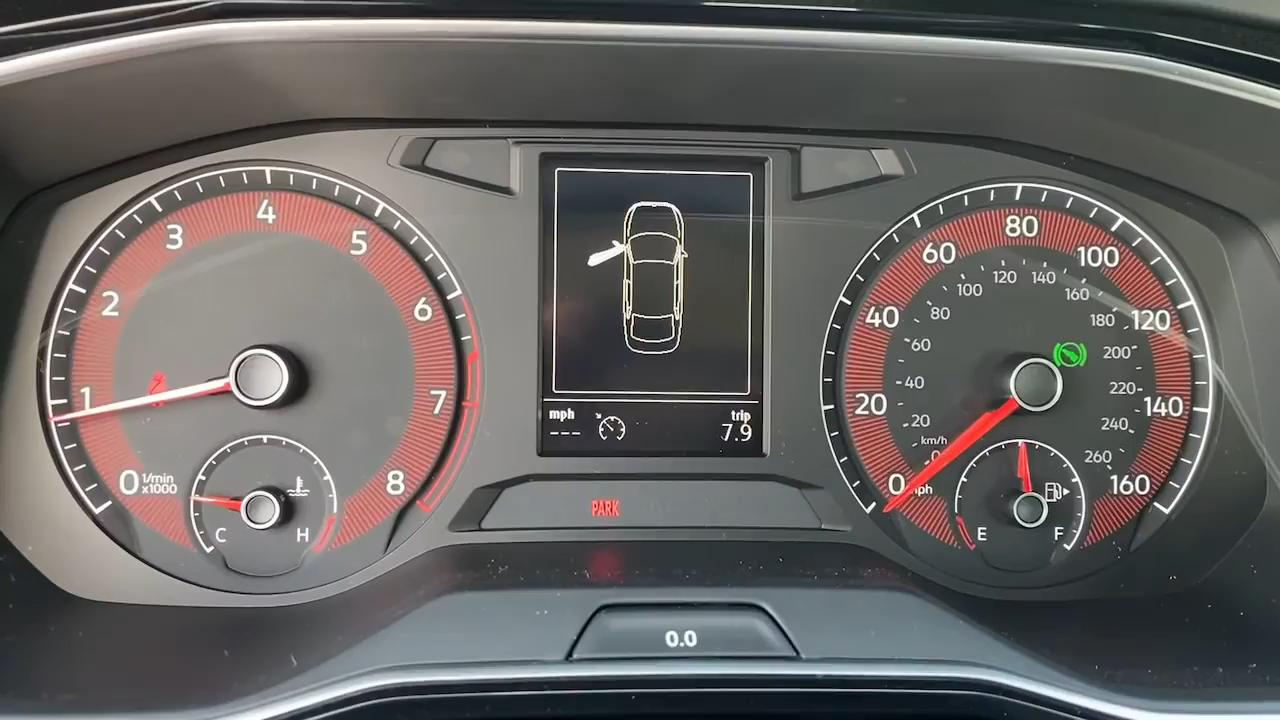 0 1 2 3 4 5 6 7 8
1/min
x1000
C H
mph
---
trip
7.9
PARK
0 20 40 60 80 100 120 140 160
mph
km/h
0 20 40 60 80 100 120 140 160 180 200 220 240 260
E F
0.0